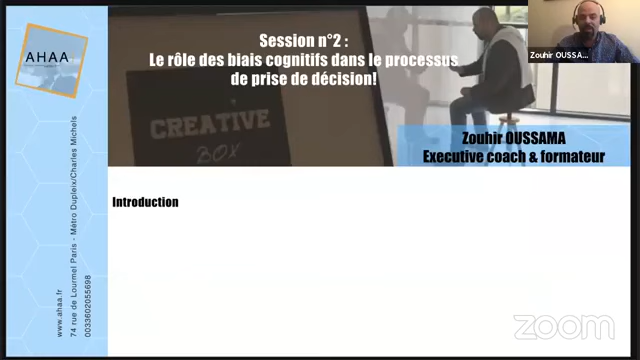 AHAA
Session n°2 :
Le rôle des biais cognitifs dans le processus
de prise de décision!
CREATIVE
BOX
Zouhir OUSSAMA
Executive coach & formateur
Zouhir OUSSA...
Introduction
www.ahaa.fr
74 rue de Lourmel Paris - Métro Dupleix/Charles Michels
0033602055698
zoom